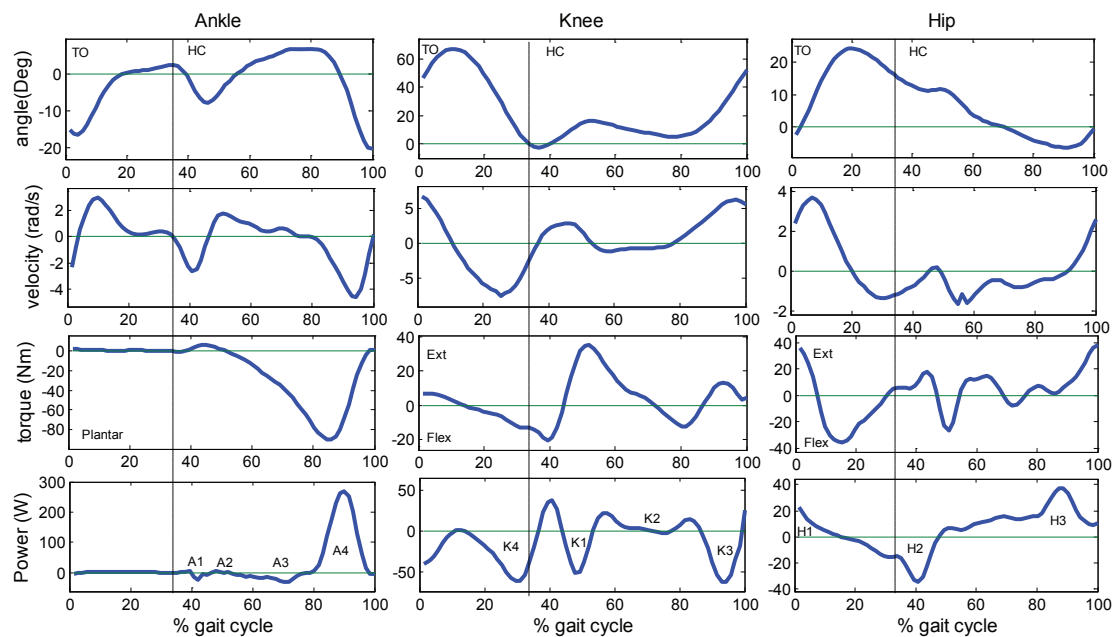 Ankle Knee Hip
angle(Deg)
0
-10
-20
TO HC
0 20 40 60 80 100
60
40
20
0
TO HC
0 20 40 60 80 100
20
10
0
TO HC
0 20 40 60 80 100
velocity (rad/s)
2
0
-2
-4
0 20 40 60 80 100
5
0
-5
0 20 40 60 80 100
2
0
-2
0 20 40 60 80 100
torque (Nm)
0
-20
-40
-60
-80
Plantar
0 20 40 60 80 100
40
20
0
-20
Ext
Flex
0 20 40 60 80 100
40
20
0
-20
-40
Ext
Flex
0 20 40 60 80 100
Power (W)
300
200
100
0
A1 A2 A3 A4
0 20 40 60 80 100
% gait cycle
50
0
-50
K4 K1 K2 K3
0 20 40 60 80 100
% gait cycle
40
20
0
-20
-40
H1 H2 H3
0 20 40 60 80 100
% gait cycle